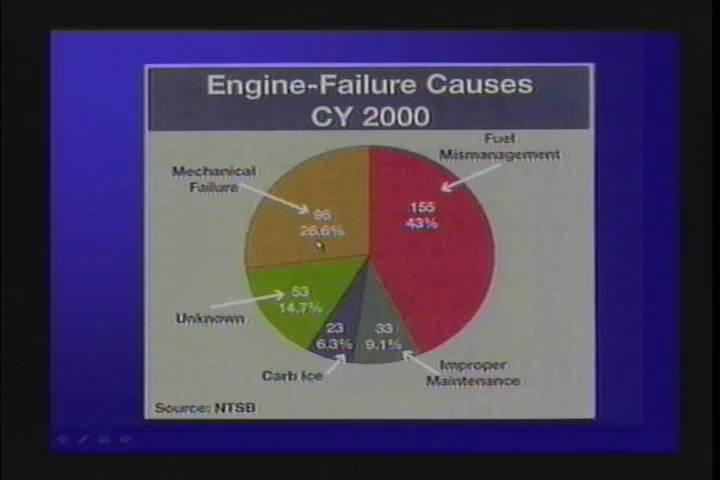 Engine-Failure Causes
CY 2000
Fuel
Mismanagement
155
43%
Mechanical
Failure
96
26.6%
Unknown
53
14.7%
23
6.3%
Carb Ice
33
9.1%
Improper
Maintenance
Source: NTSB